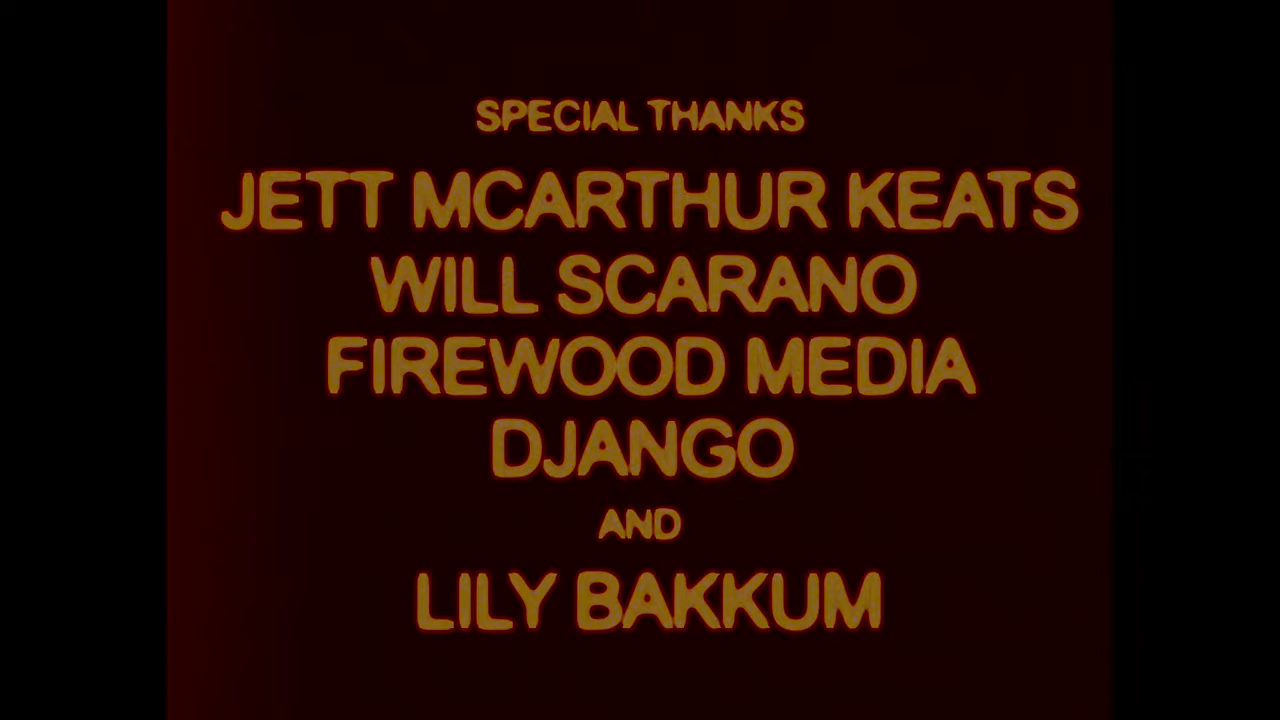 SPECIAL THANKS
JETT MCARTHUR KEATS
WILL SCARANO
FIREWOOD MEDIA
DJANGO
AND
LILY BAKKUM